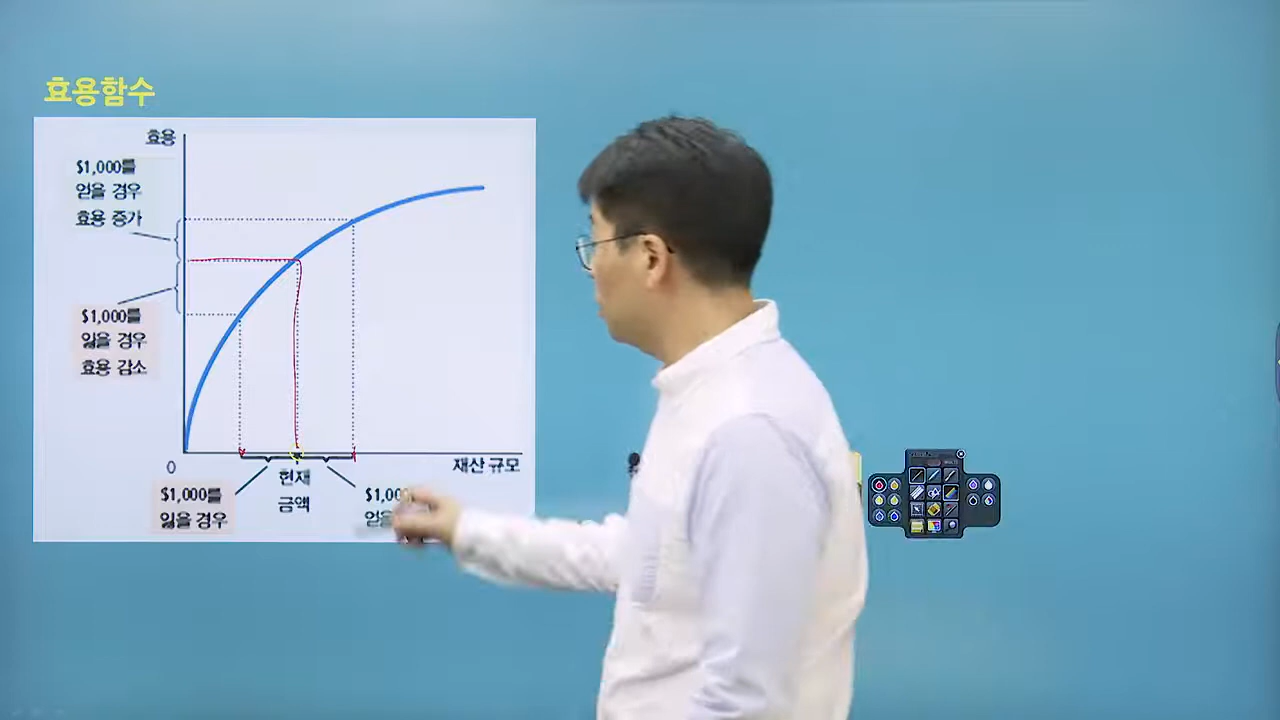 효용함수
효용
$1,000를
얻을 경우
효용 증가
$1,000를
잃을 경우
효용 감소
0
재산 규모
현재
금액
$1,000를
잃을 경우